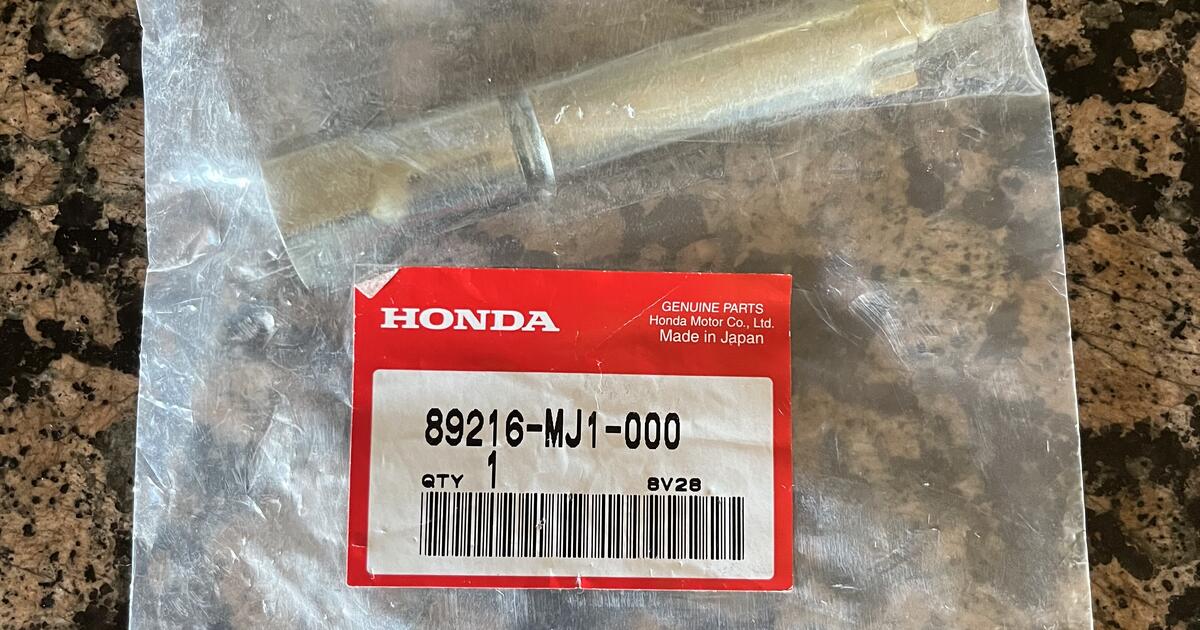 HONDA
GENUINE PARTS
Honda Motor Co., Ltd.
Made in Japan
89216-MJ1-000
QTY 1 8V28